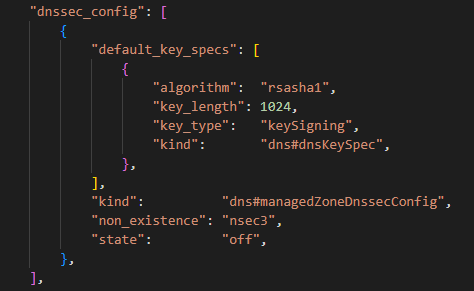 "dnssec_config": [
{
"default_key_specs": [
{
"algorithm":  "rsasha1",
"key_length": 1024,
"key_type":   "keySigning",
"kind":       "dns#dnsKeySpec",
},
],
"kind":          "dns#managedZoneDnssecConfig",
"non_existence": "nsec3",
"state":         "off",
},
],